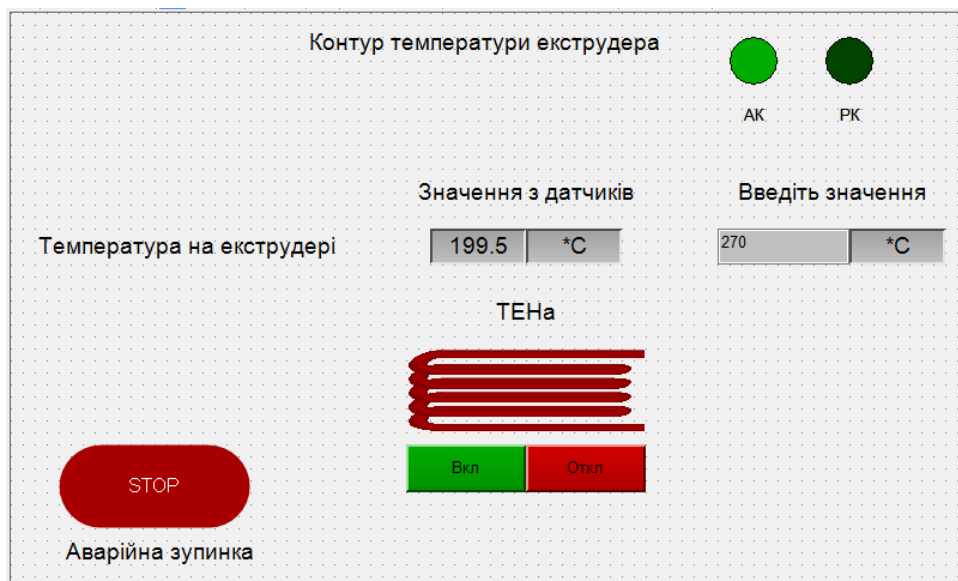 Контур температури екструдера
АК РК
Значення з датчиків Введіть значення
Температура на екструдері 199.5 *C 270 *C
ТЕНа
Вкл Откл
STOP
Аварійна зупинка